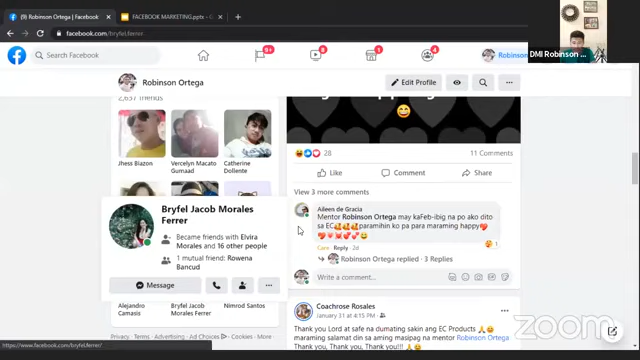 (9) Robinson Ortega | Facebook
FACEBOOK MARKETING.pptx - Goo
facebook.com/bryfel.ferrer
Search Facebook
9+
8
1
4
Robinson
DMI Robinson ...
Robinson Ortega
Edit Profile
2,637 friends
Jhess Biazon
Vercelyn Macato Gumaad
Catherine Dollente
28
11 Comments
Like
Comment
Share
View 3 more comments
Aileen de Gracia
Mentor Robinson Ortega may kaFeb-ibig na po ako dito
sa EC🥰🥰🥰paramihin ko pa para maraming happy💖
Care · Reply · 2d
1
Robinson Ortega replied · 3 Replies
Write a comment...
Bryfel Jacob Morales
Ferrer
Became friends with Elvira
Morales and 16 other people
1 mutual friend: Rowena
Bancud
Message
Alejandro
Camasis
Bryfel Jacob
Morales Ferrer
Nimrod Santos
Privacy · Terms · Advertising · Ad Choices · Cookies · More ·
Coachrose Rosales
January 31 at 4:15 PM
Thank you Lord at safe na dumating sakin ang EC Products
maraming salamat din sa aming masipag na mentor Robinson Ortega
Thank You, Thank You, Thank You!!!
https://www.facebook.com/bryfel.ferrer/
zoom